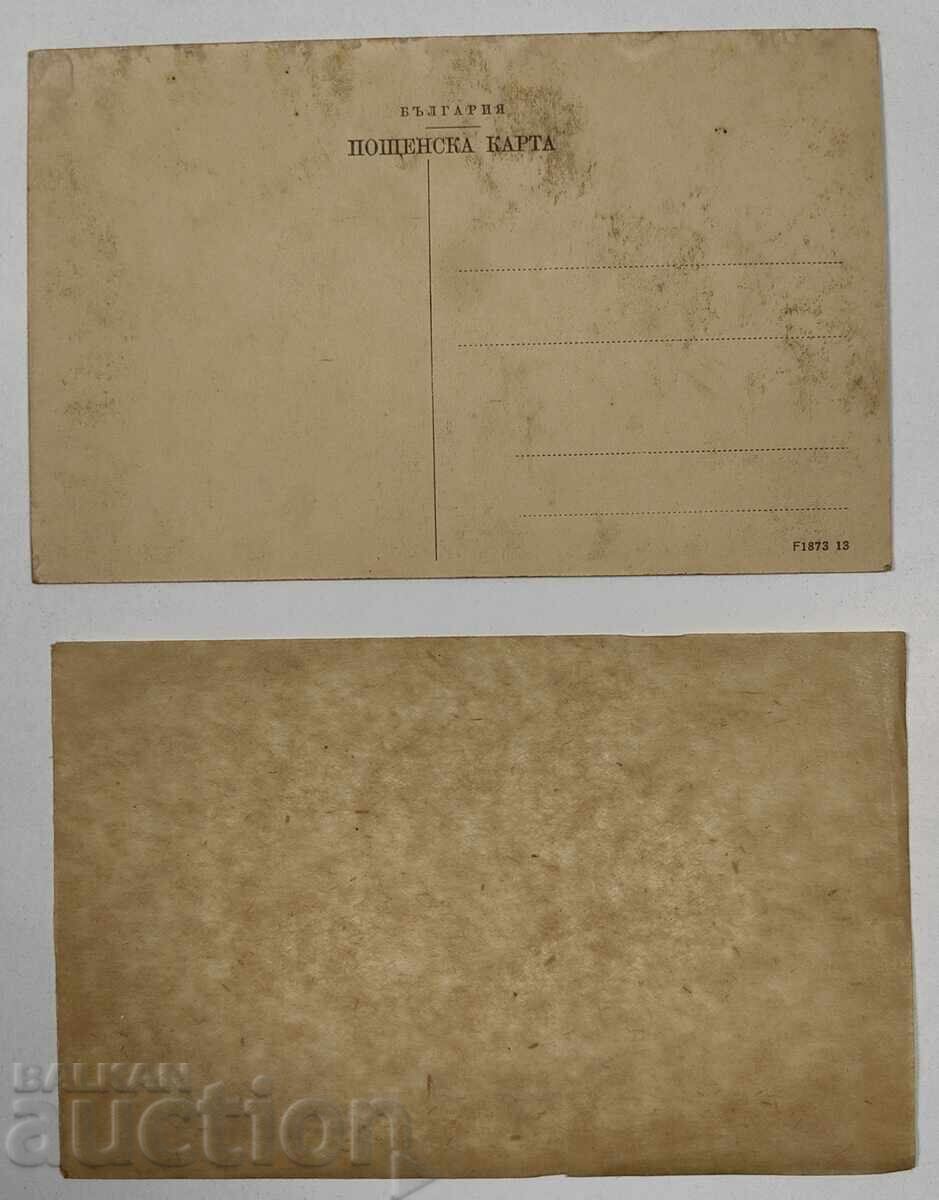 БЪЛГАРИЯ
ПОЩЕНСКА КАРТА
F1873 13
BALKAN
auction